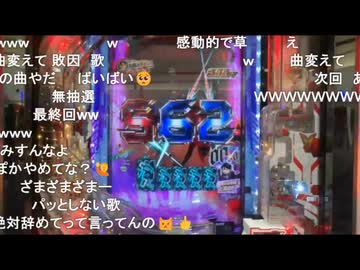 www w 感動的で草 え
曲変えて 敗因 歌 曲変えて
の曲やだ ばいばい🥺 w 次回 あ
無抽選 WWWWWWWWW
最終回ww
562
www
みすんなよ
ぽかやめてな?
ざまざまざまー
パッとしない歌
絶対辞めてって言ってんの